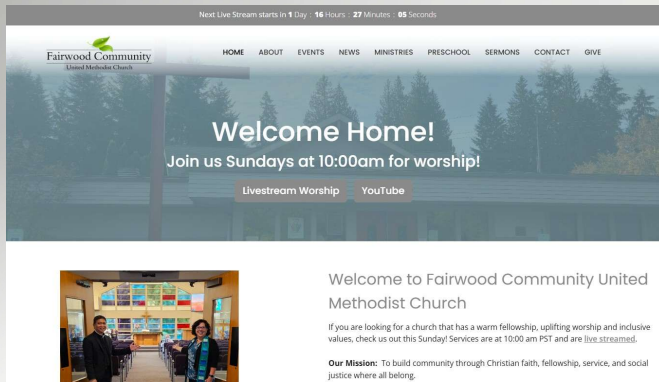 Next Live Stream starts in 1 Day : 16 Hours : 27 Minutes : 05 Seconds
Fairwood Community
United Methodist Church
HOME ABOUT EVENTS NEWS MINISTRIES PRESCHOOL SERMONS CONTACT GIVE
Welcome Home!
Join us Sundays at 10:00am for worship!
Livestream Worship YouTube
Welcome to Fairwood Community United
Methodist Church
If you are looking for a church that has a warm fellowship, uplifting worship and inclusive
values, check us out this Sunday! Services are at 10:00 am PST and are live streamed.
Our Mission: To build community through Christian faith, fellowship, service, and social
justice where all belong.